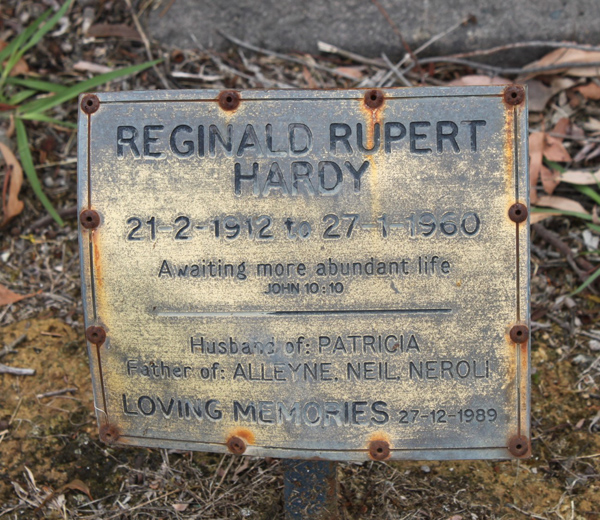 REGINALD RUPERT
HARDY
21-2-1912 to 27-1-1960
Awaiting more abundant life
JOHN 10:10
Husband of: PATRICIA
Father of: ALLEYNE, NEIL, NEROLI
LOVING MEMORIES 27-12-1989